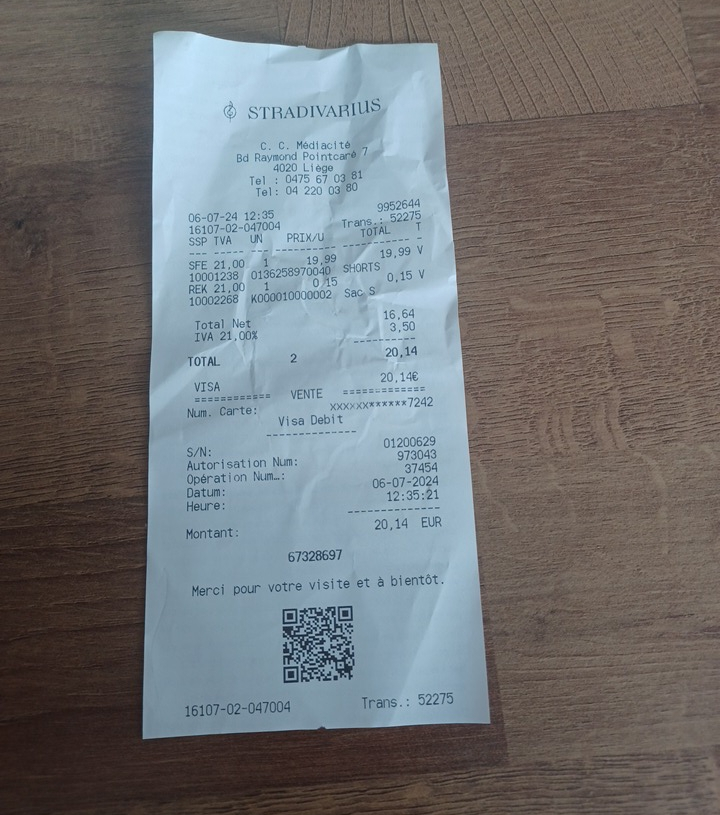 STRADIVARIUS
C. C. Médiacité
Bd Raymond Pointcaré 7
4020 Liège
Tel : 0475 67 03 81
Tel: 04 220 03 80
06-07-24 12:35 9952644
16107-02-047004 Trans.: 52275
SSP TVA UN PRIX/U TOTAL T
--- ----- --- ---------- ---------- -
SFE 21,00 1 19,99 19,99 V
10001238 0136258970040 SHORTS
REK 21,00 1 0,15 0,15 V
10002268 K000010000002 Sac S
Total Net 16,64
IVA 21,00% 3,50
----------
TOTAL 2 20,14
VISA 20,14€
============ VENTE =============
Num. Carte: XXXXXX******7242
Visa Debit
--------------
S/N: 01200629
Autorisation Num: 973043
Opération Num…: 37454
Datum: 06-07-2024
Heure: 12:35:21
--------------
Montant: 20,14 EUR
67328697
Merci pour votre visite et à bientôt.
16107-02-047004 Trans.: 52275